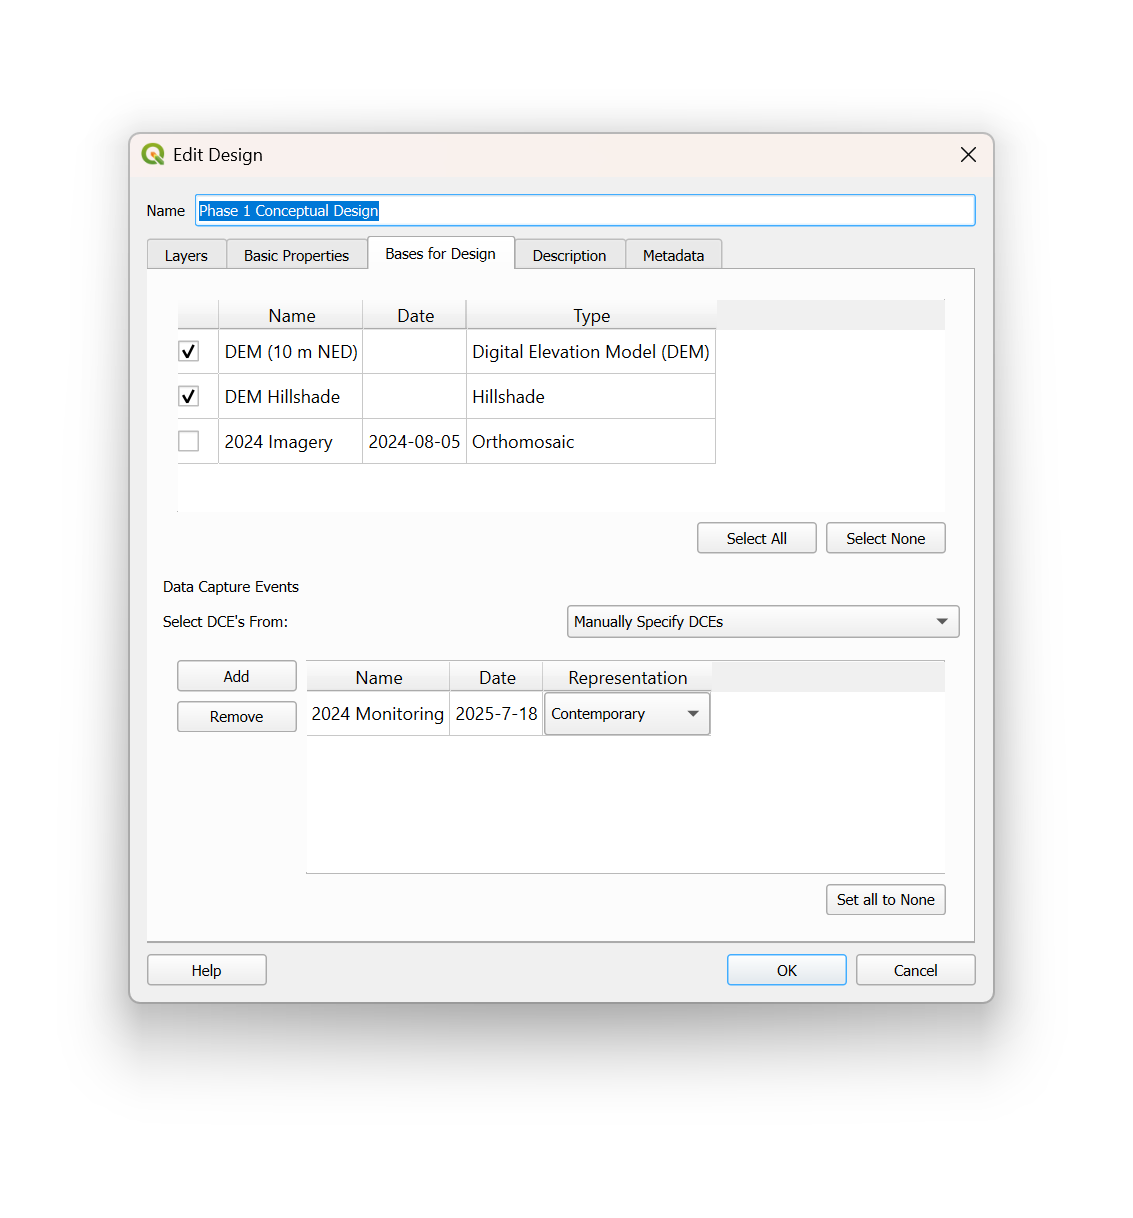 Edit Design
Name Phase 1 Conceptual Design
Layers Basic Properties Bases for Design Description Metadata
Name Date Type
DEM (10 m NED) Digital Elevation Model (DEM)
DEM Hillshade Hillshade
2024 Imagery 2024-08-05 Orthomosaic
Select All Select None
Data Capture Events
Select DCE's From: Manually Specify DCEs
Add Name Date Representation
Remove 2024 Monitoring 2025-7-18 Contemporary
Set all to None
Help OK Cancel